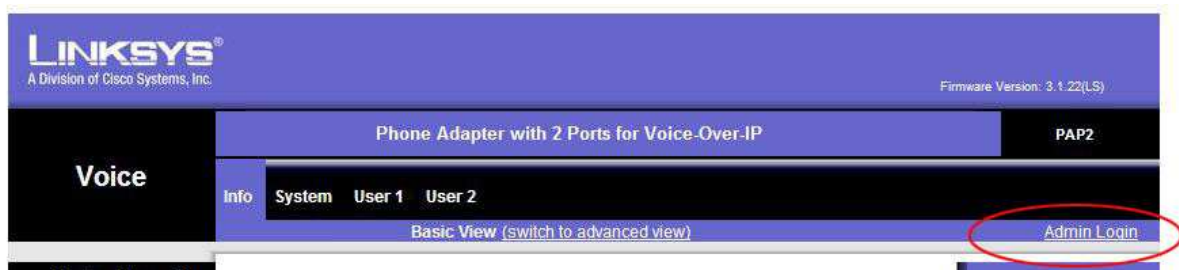 LINKSYS®
A Division of Cisco Systems, Inc.
Firmware Version: 3.1.22(LS)
Phone Adapter with 2 Ports for Voice-Over-IP PAP2
Voice
Info System User 1 User 2
Basic View (switch to advanced view) Admin Login